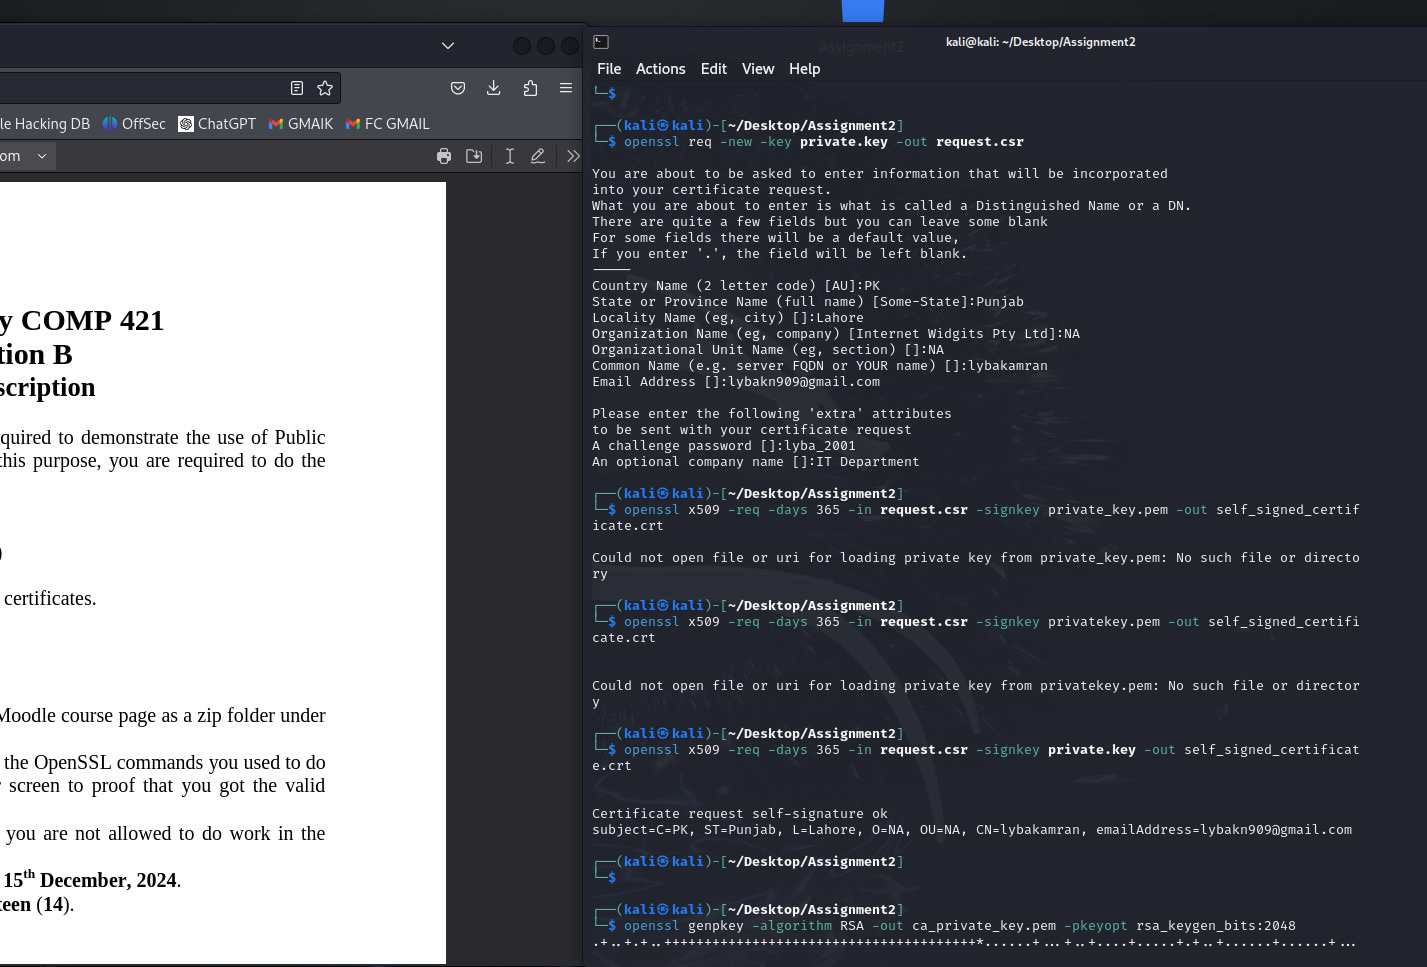 le Hacking DB OffSec ChatGPT GMAIK FC GMAIL
om
y COMP 421
tion B
scription
quired to demonstrate the use of Public
this purpose, you are required to do the
)
certificates.
Moodle course page as a zip folder under
the OpenSSL commands you used to do
r screen to proof that you got the valid
you are not allowed to do work in the
15th December, 2024.
teen (14).
Assignment2
kali@kali: ~/Desktop/Assignment2
File Actions Edit View Help
└─$
┌──(kali㉿kali)-[~/Desktop/Assignment2]
└─$ openssl req -new -key private.key -out request.csr
You are about to be asked to enter information that will be incorporated
into your certificate request.
What you are about to enter is what is called a Distinguished Name or a DN.
There are quite a few fields but you can leave some blank
For some fields there will be a default value,
If you enter '.', the field will be left blank.
-----
Country Name (2 letter code) [AU]:PK
State or Province Name (full name) [Some-State]:Punjab
Locality Name (eg, city) []:Lahore
Organization Name (eg, company) [Internet Widgits Pty Ltd]:NA
Organizational Unit Name (eg, section) []:NA
Common Name (e.g. server FQDN or YOUR name) []:lybakamran
Email Address []:lybakn909@gmail.com
Please enter the following 'extra' attributes
to be sent with your certificate request
A challenge password []:lyba_2001
An optional company name []:IT Department
┌──(kali㉿kali)-[~/Desktop/Assignment2]
└─$ openssl x509 -req -days 365 -in request.csr -signkey private_key.pem -out self_signed_certif
icate.crt
Could not open file or uri for loading private key from private_key.pem: No such file or directo
ry
┌──(kali㉿kali)-[~/Desktop/Assignment2]
└─$ openssl x509 -req -days 365 -in request.csr -signkey privatekey.pem -out self_signed_certifi
cate.crt
Could not open file or uri for loading private key from privatekey.pem: No such file or director
y
┌──(kali㉿kali)-[~/Desktop/Assignment2]
└─$ openssl x509 -req -days 365 -in request.csr -signkey private.key -out self_signed_certificat
e.crt
Certificate request self-signature ok
subject=C=PK, ST=Punjab, L=Lahore, O=NA, OU=NA, CN=lybakamran, emailAddress=lybakn909@gmail.com
┌──(kali㉿kali)-[~/Desktop/Assignment2]
└─$
┌──(kali㉿kali)-[~/Desktop/Assignment2]
└─$ openssl genpkey -algorithm RSA -out ca_private_key.pem -pkeyopt rsa_keygen_bits:2048
.+..+.+..+++++++++++++++++++++++++++++++++++++++*......+...+..+....+.....+.+..+......+......+...